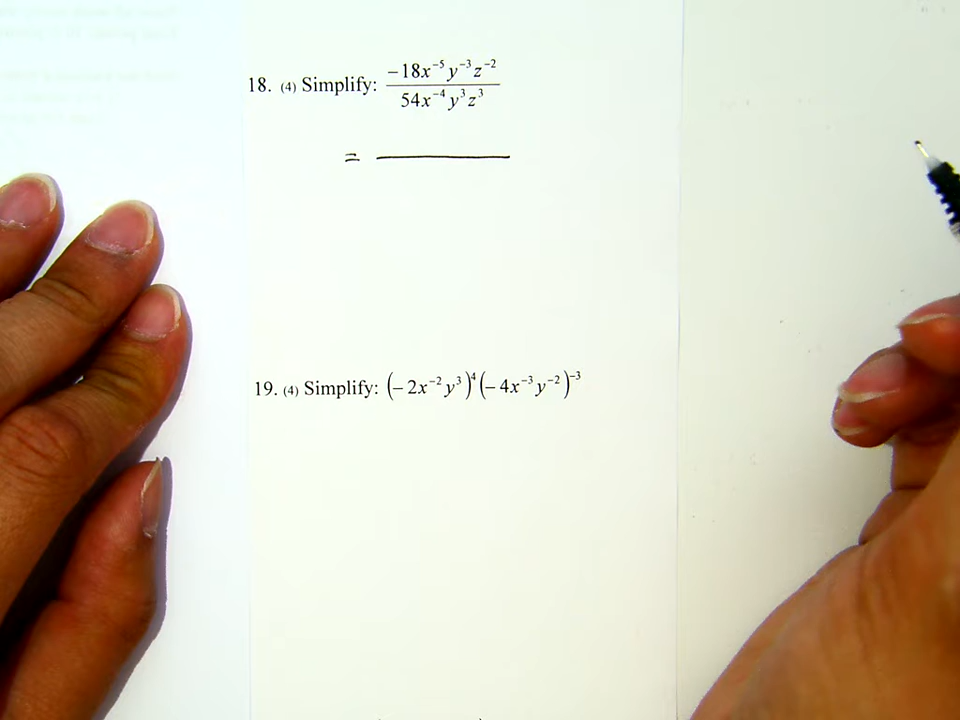 18. (4) Simplify: \frac{-18x^{-5}y^{-3}z^{-2}}{54x^{-4}y^{3}z^{3}}
=
19. (4) Simplify: (-2x^{-2}y^{3})^{4}(-4x^{-3}y^{-2})^{-3}